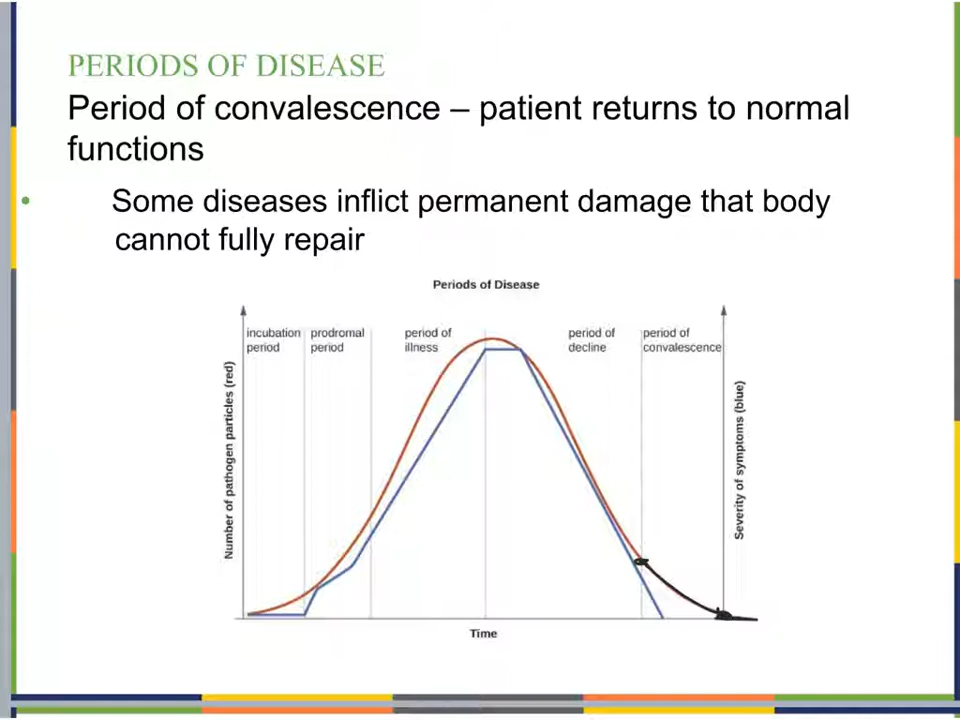 PERIODS OF DISEASE
Period of convalescence – patient returns to normal
functions
• Some diseases inflict permanent damage that body
cannot fully repair
Periods of Disease
incubation
period
prodromal
period
period of
illness
period of
decline
period of
convalescence
Number of pathogen particles (red)
Severity of symptoms (blue)
Time